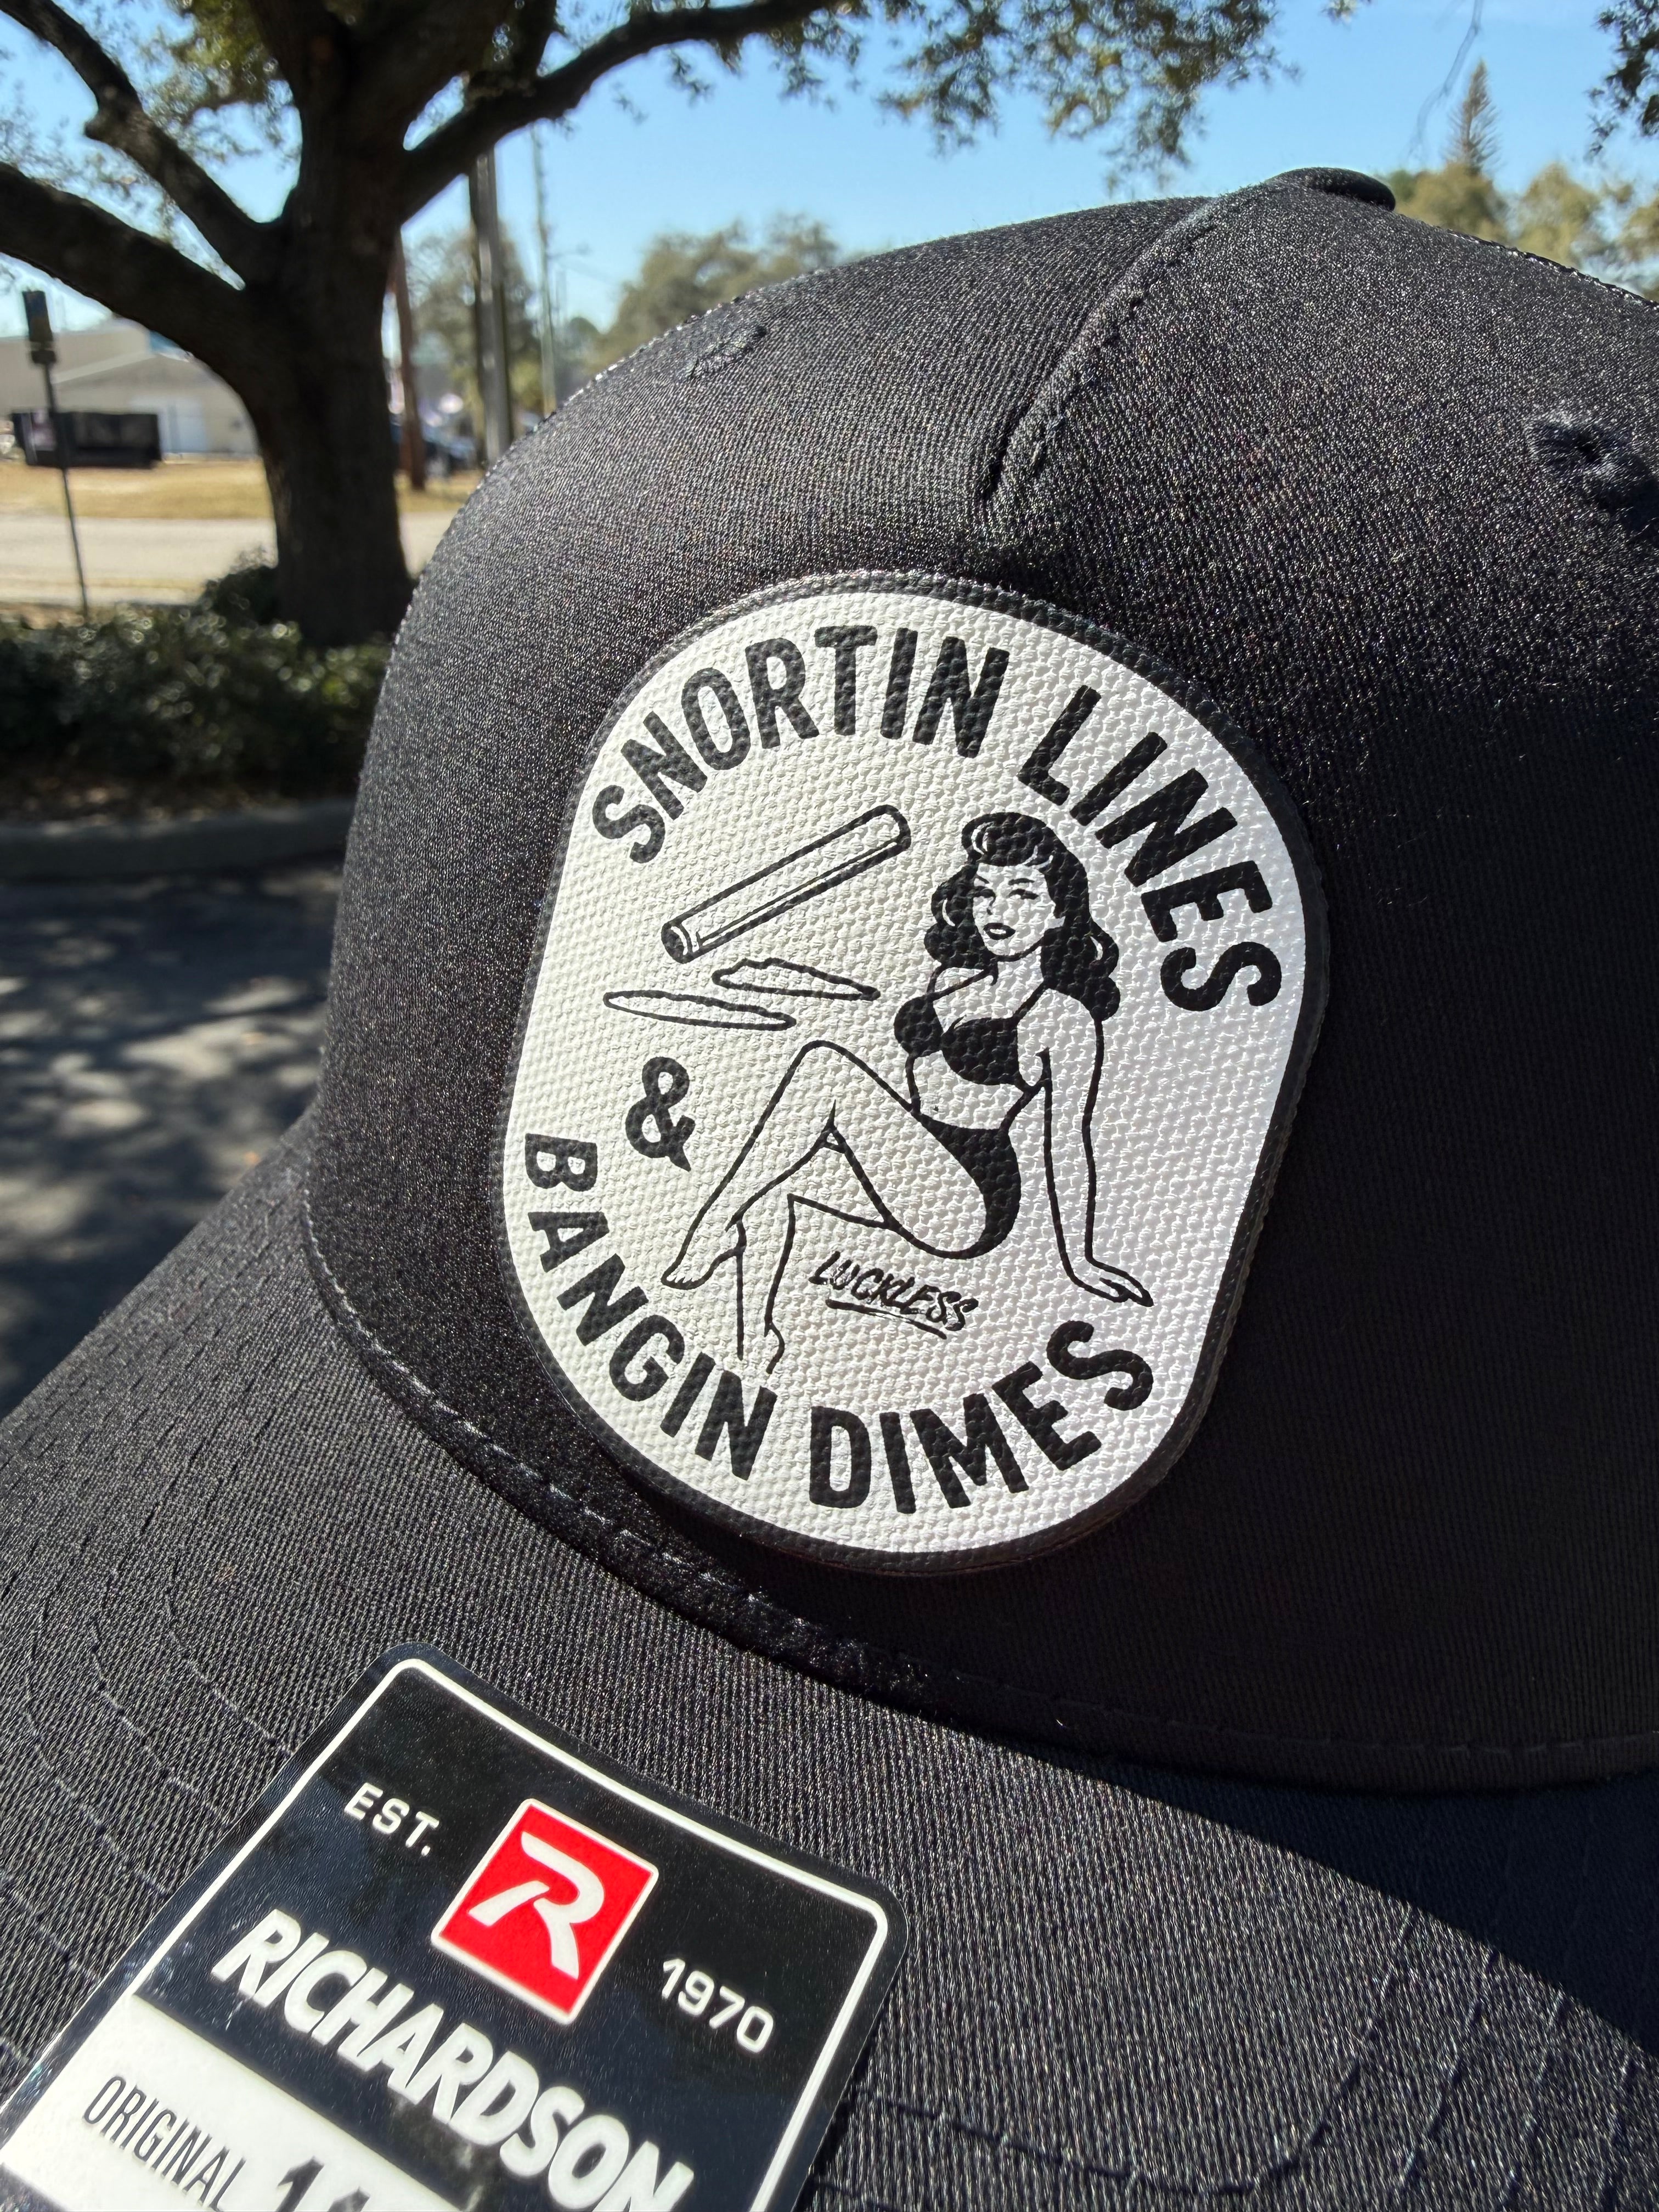 SNORTIN LINES
&
BANGIN DIMES
LUCKLESS
EST.
R
1970
RICHARDSON
ORIGINAL